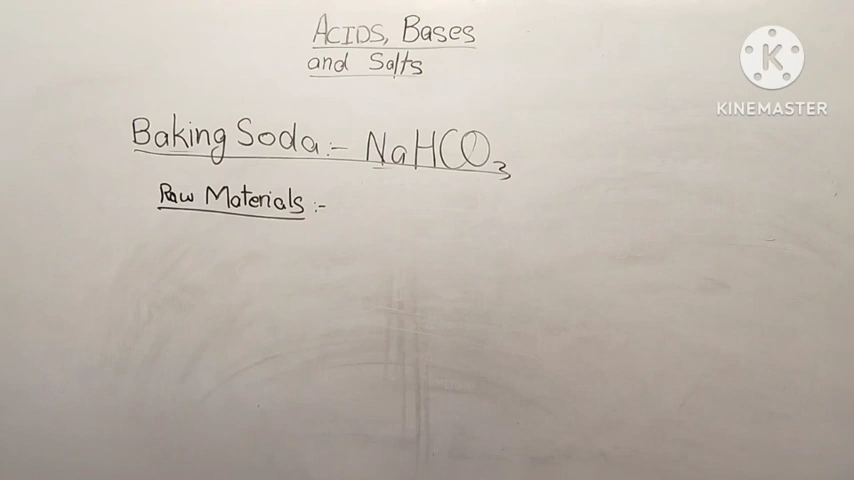 ACIDS, Bases
and Salts
K
KINEMASTER
Baking Soda :- NaHCO₃
Raw Materials :-